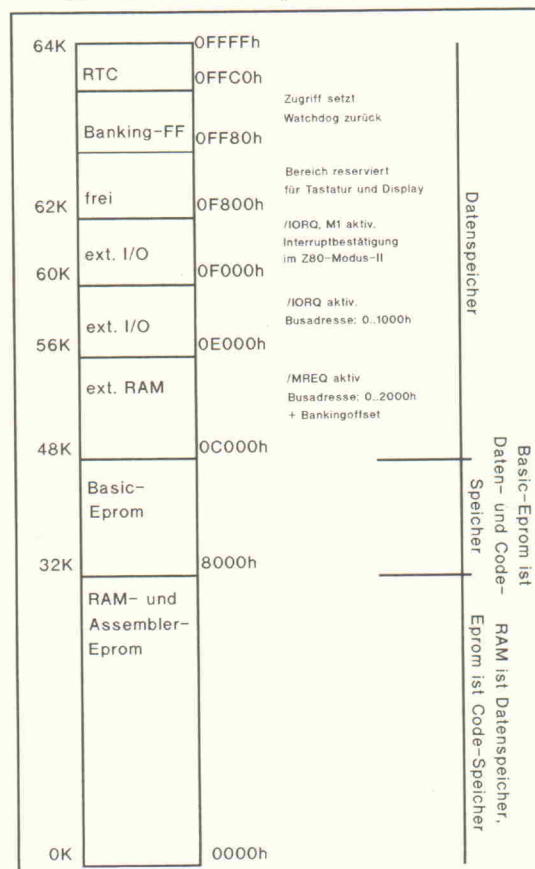 64K
0FFFFh
RTC
0FFC0h
Zugriff setzt
Watchdog zurück
Banking-FF
0FF80h
Bereich reserviert
für Tastatur und Display
frei
62K
0F800h
/IORQ, M1 aktiv.
Interruptbestätigung
im Z80-Modus-II
ext. I/O
60K
0F000h
/IORQ aktiv.
Busadresse: 0..1000h
ext. I/O
56K
0E000h
/MREQ aktiv
Busadresse: 0..2000h
+ Bankingoffset
ext. RAM
48K
0C000h
Basic-
Eprom
32K
8000h
RAM- und
Assembler-
Eprom
0K
0000h
Datenspeicher
Basic-Eprom ist
Daten- und Code-
Speicher
RAM ist Datenspeicher,
Eprom ist Code-Speicher